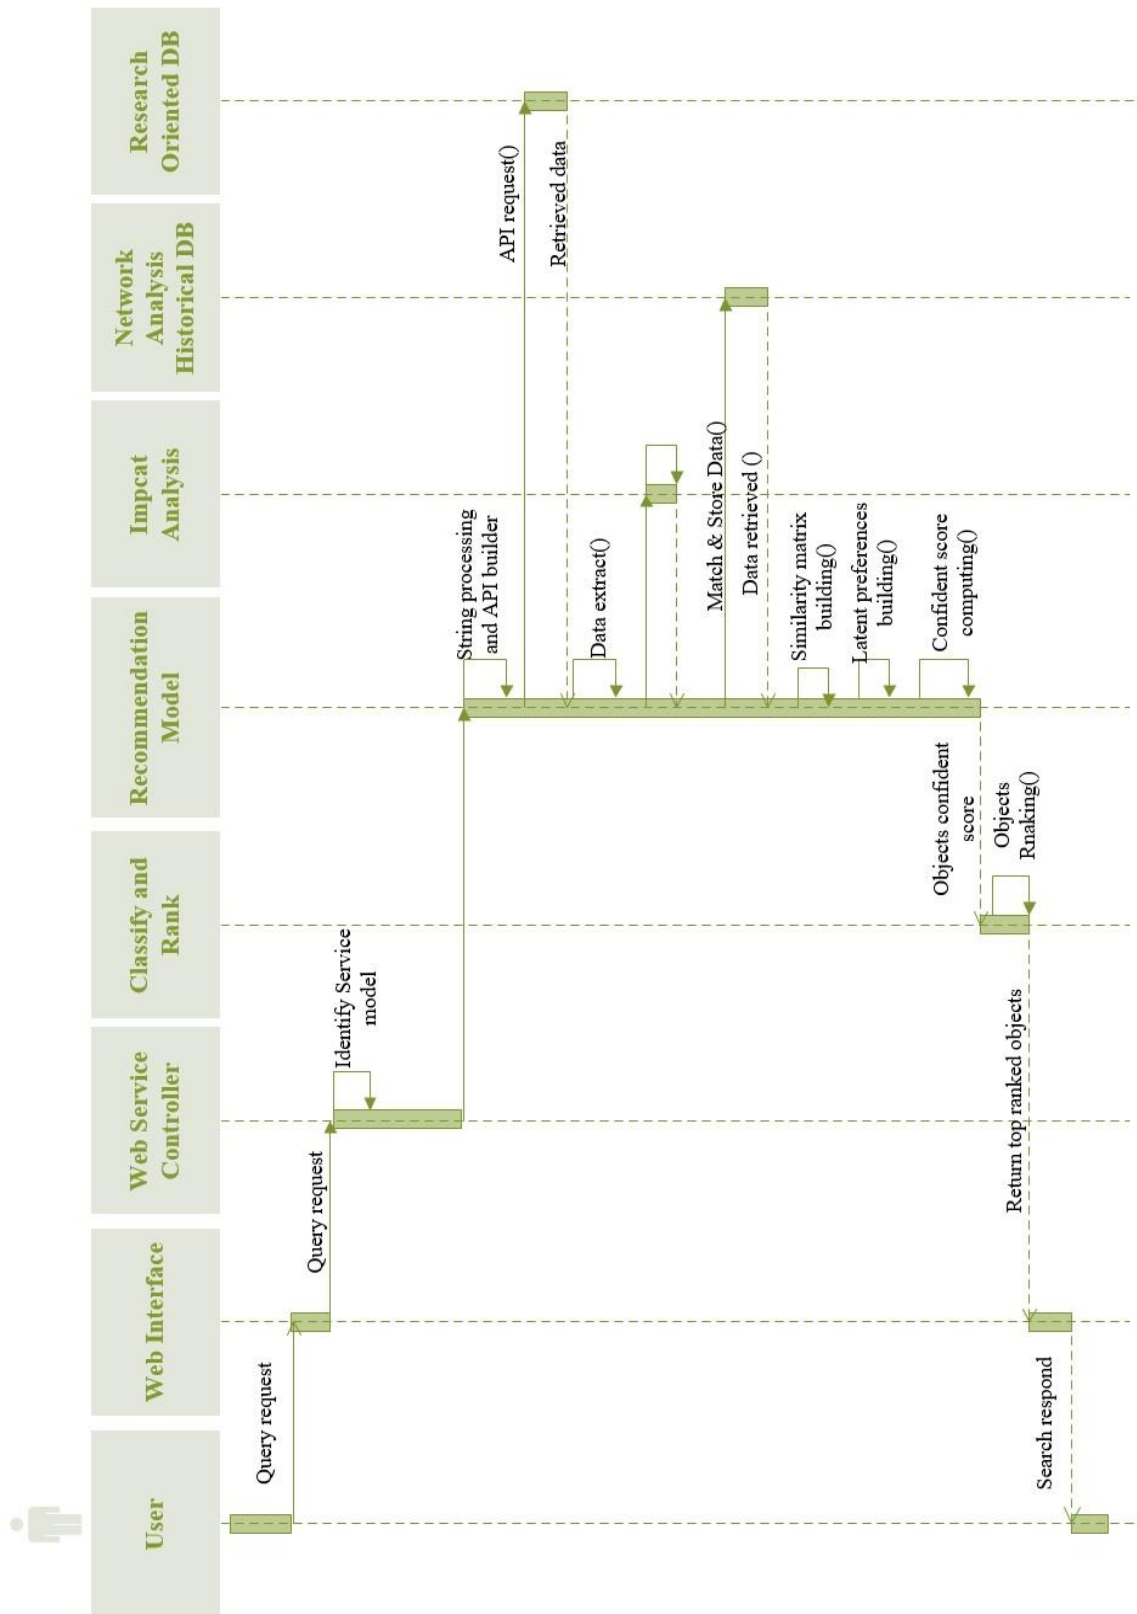 User
Web Interface
Web Service
Controller
Classify and
Rank
Recommendation
Model
Impcat
Analysis
Network
Analysis
Historical DB
Research
Oriented DB
Query request
Query request
Identify Service
model
String processing
and API builder
API request()
Retrieved data
Data extract()
Match & Store Data()
Data retrieved ()
Similarity matrix
building()
Latent preferences
building()
Confident score
computing()
Objects confident
score
Objects
Rnaking()
Return top ranked objects
Search respond